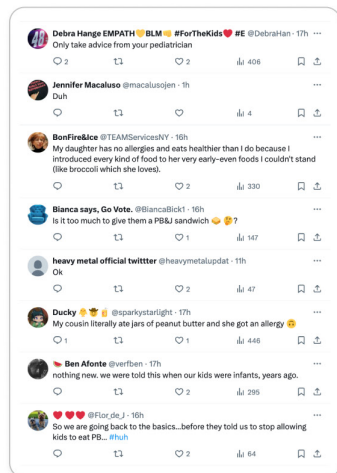 Debra Hange EMPATH💛BLM👊 #ForTheKids❤️ #E @DebraHan · 17h ···
Only take advice from your pediatrician
2 2 406
Jennifer Macaluso @macalusojen · 1h ···
Duh
4
BonFire&Ice @TEAMServicesNY · 16h ···
My daughter has no allergies and eats healthier than I do because I
introduced every kind of food to her very early-even foods I couldn't stand
(like broccoli which she loves).
2 330
Bianca says, Go Vote. @BiancaBick1 · 16h ···
Is it too much to give them a PB&J sandwich 🥪 🤔?
1 147
heavy metal official twittter @heavymetalupdat · 11h ···
Ok
2 47
Ducky @sparkystarlight · 17h ···
My cousin literally ate jars of peanut butter and she got an allergy 🙃
1 1 446
Ben Afonte @verfben · 17h ···
nothing new. we were told this when our kids were infants, years ago.
2 295
❤️❤️❤️ @Flor_de_J · 16h ···
So we are going back to the basics...before they told us to stop allowing
kids to eat PB... #huh
2 64